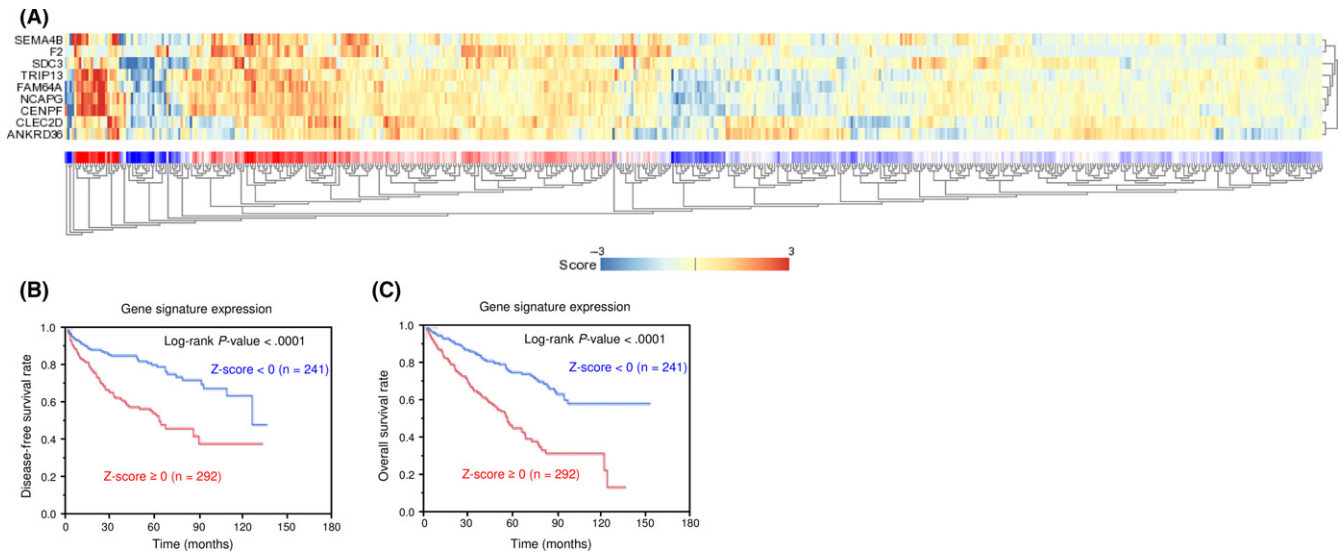 (A)
SEMA4B
F2
SDC3
TRIP13
FAM64A
NCAPG
CENPF
CLEC2D
ANKRD36
−3 3
Score
(B)
Gene signature expression
Log-rank P-value < .0001
Z-score < 0 (n = 241)
Z-score ≥ 0 (n = 292)
Disease-free survival rate
1.0
0.8
0.6
0.4
0.2
0.0
0 30 60 90 120 150 180
Time (months)
(C)
Gene signature expression
Log-rank P-value < .0001
Z-score < 0 (n = 241)
Z-score ≥ 0 (n = 292)
Overall survival rate
1.0
0.8
0.6
0.4
0.2
0.0
0 30 60 90 120 150 180
Time (months)